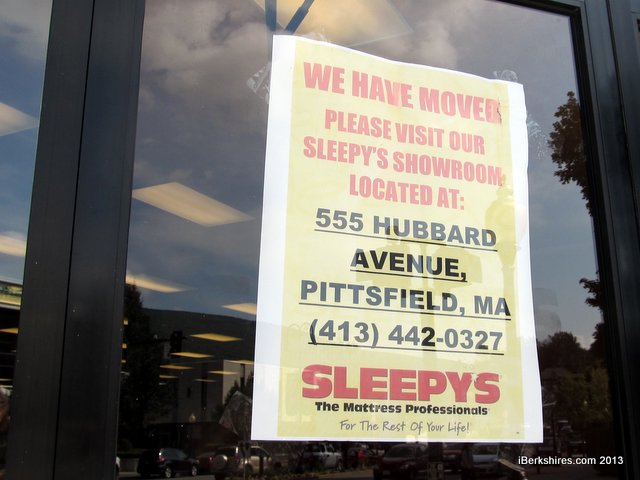 WE HAVE MOVED
PLEASE VISIT OUR
SLEEPY'S SHOWROOM
LOCATED AT:
555 HUBBARD
AVENUE,
PITTSFIELD, MA
(413) 442-0327
SLEEPY'S
The Mattress Professionals
For The Rest Of Your Life!
iBerkshires.com 2013